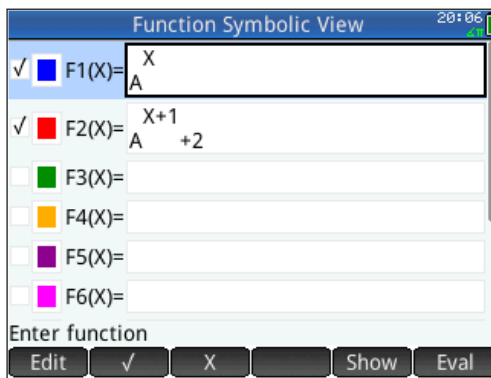 Function Symbolic View 20:06
∡π
√ F1(X)= A^X
√ F2(X)= A^X+1 +2
F3(X)=
F4(X)=
F5(X)=
F6(X)=
Enter function
Edit √ X Show Eval